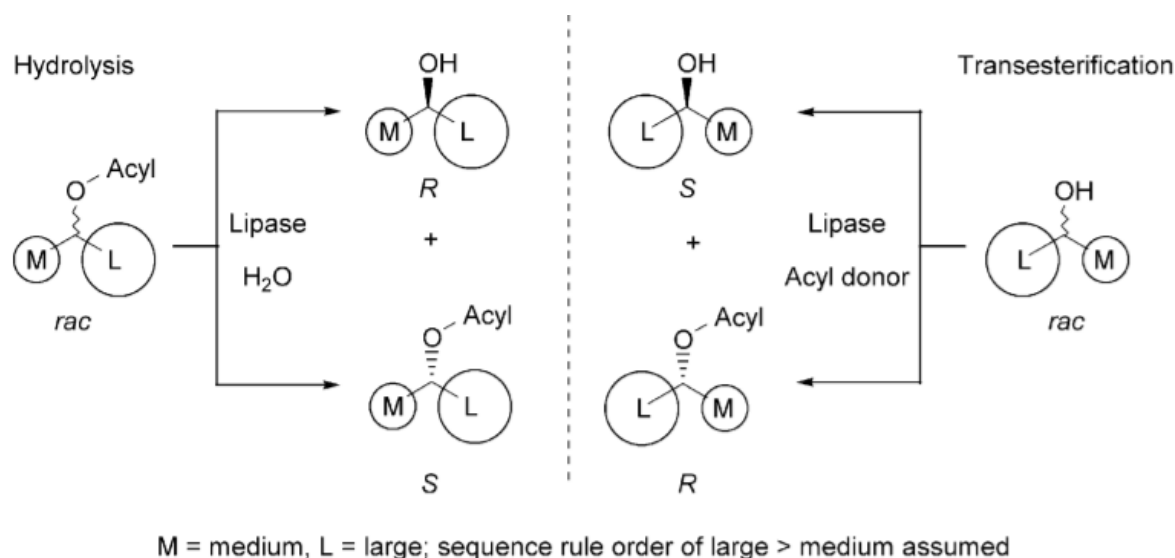 Hydrolysis
OH
M L
R
O Acyl
M L
rac
Lipase
H₂O
+
O Acyl
M L
S
OH
L M
S
+
O Acyl
L M
R
Transesterification
Lipase
Acyl donor
OH
L M
rac
M = medium, L = large; sequence rule order of large > medium assumed